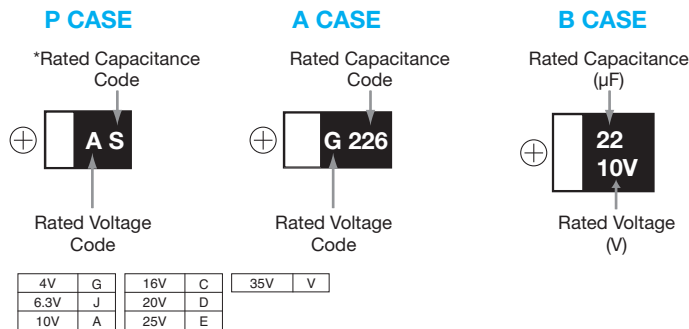 P CASE
*Rated Capacitance
Code
A S
Rated Voltage
Code
A CASE
Rated Capacitance
Code
G 226
Rated Voltage
Code
B CASE
Rated Capacitance
(µF)
22
10V
Rated Voltage
(V)
4V G 16V C 35V V
6.3V J 20V D
10V A 25V E